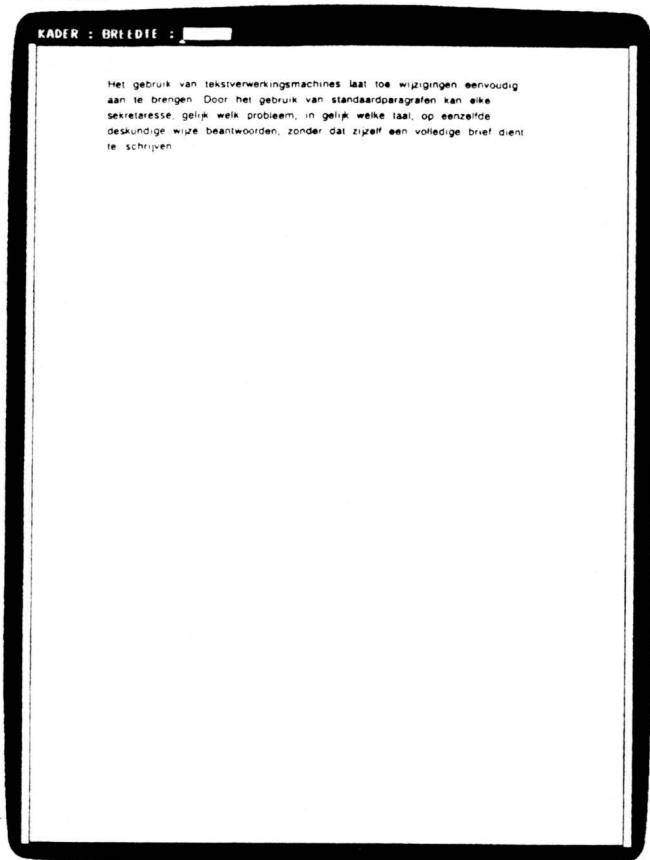 KADER : BREEDTE :
Het gebruik van tekstverwerkingsmachines laat toe wijzigingen eenvoudig
aan te brengen. Door het gebruik van standaardparagrafen kan elke
sekretaresse, gelijk welk probleem, in gelijk welke taal, op eenzelfde
deskundige wijze beantwoorden, zonder dat zijzelf een volledige brief dient
te schrijven